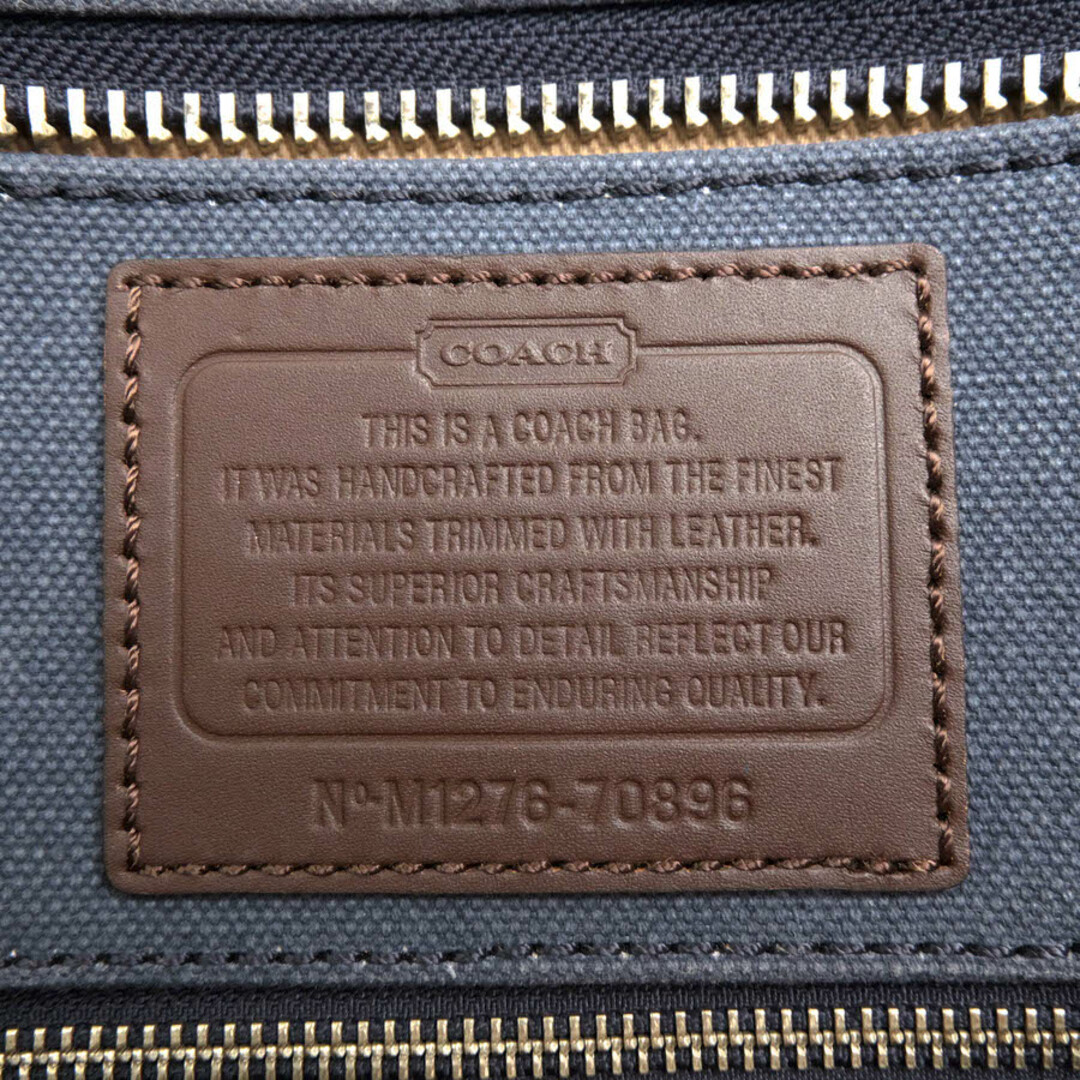 COACH
THIS IS A COACH BAG.
IT WAS HANDCRAFTED FROM THE FINEST
MATERIALS TRIMMED WITH LEATHER.
ITS SUPERIOR CRAFTSMANSHIP
AND ATTENTION TO DETAIL REFLECT OUR
COMMITMENT TO ENDURING QUALITY.
Nº-M1276-70896